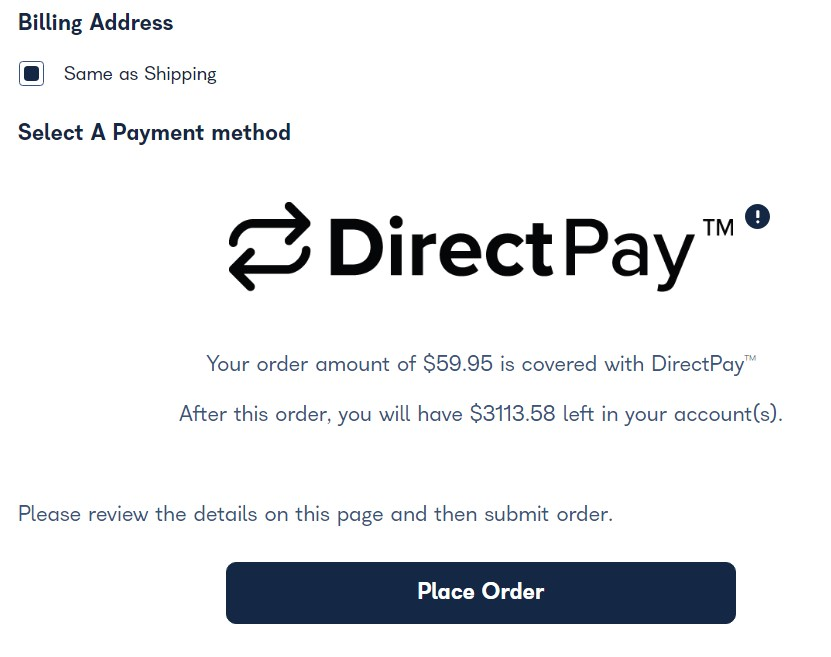 Billing Address
Same as Shipping
Select A Payment method
DirectPay™
Your order amount of $59.95 is covered with DirectPay™
After this order, you will have $3113.58 left in your account(s).
Please review the details on this page and then submit order.
Place Order